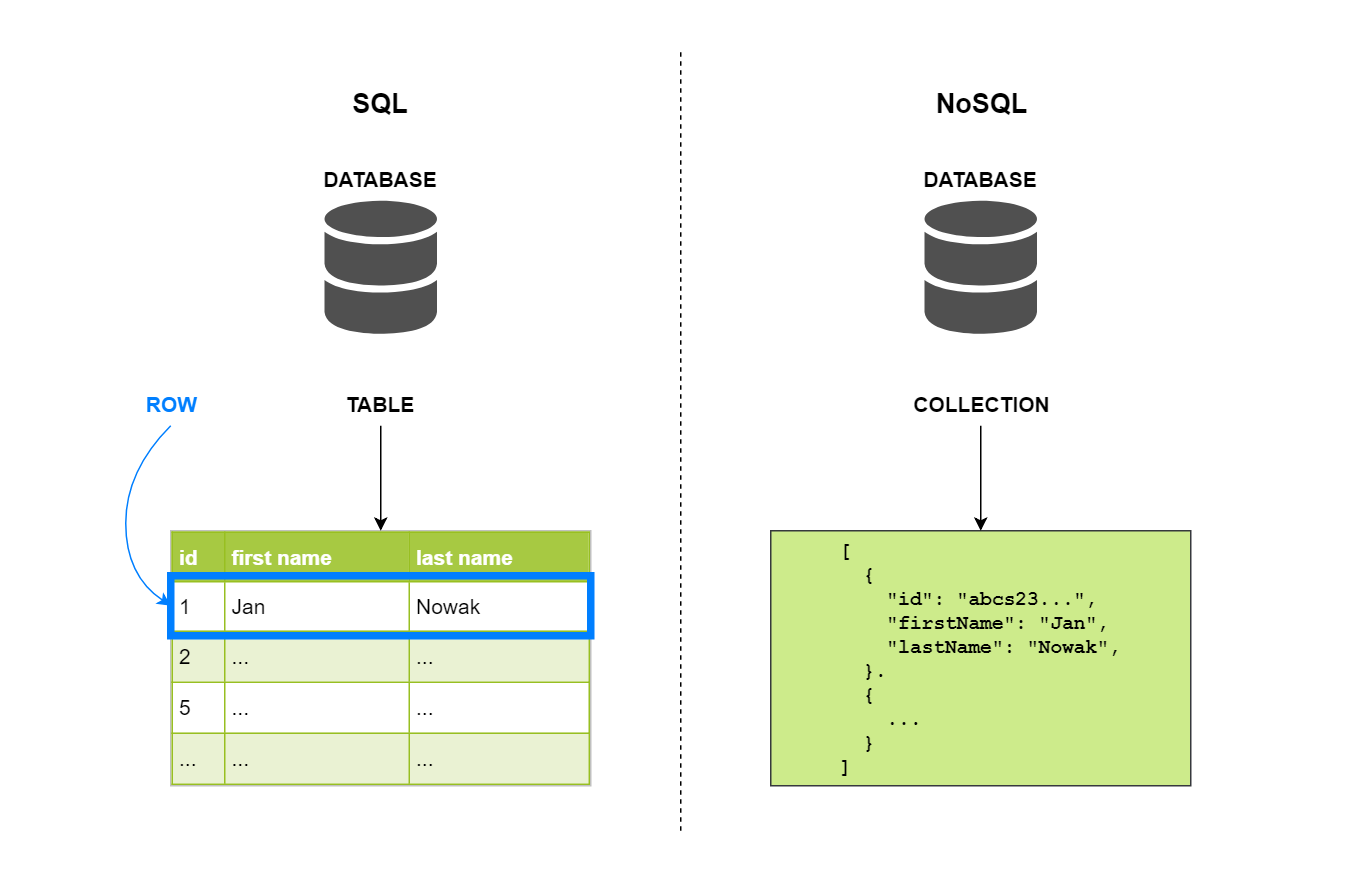 SQL
DATABASE
ROW
TABLE
id first name last name
1 Jan Nowak
2 ... ...
5 ... ...
... ... ...
NoSQL
DATABASE
COLLECTION
[
{
"id": "abcs23...",
"firstName": "Jan",
"lastName": "Nowak",
}.
{
...
}
]